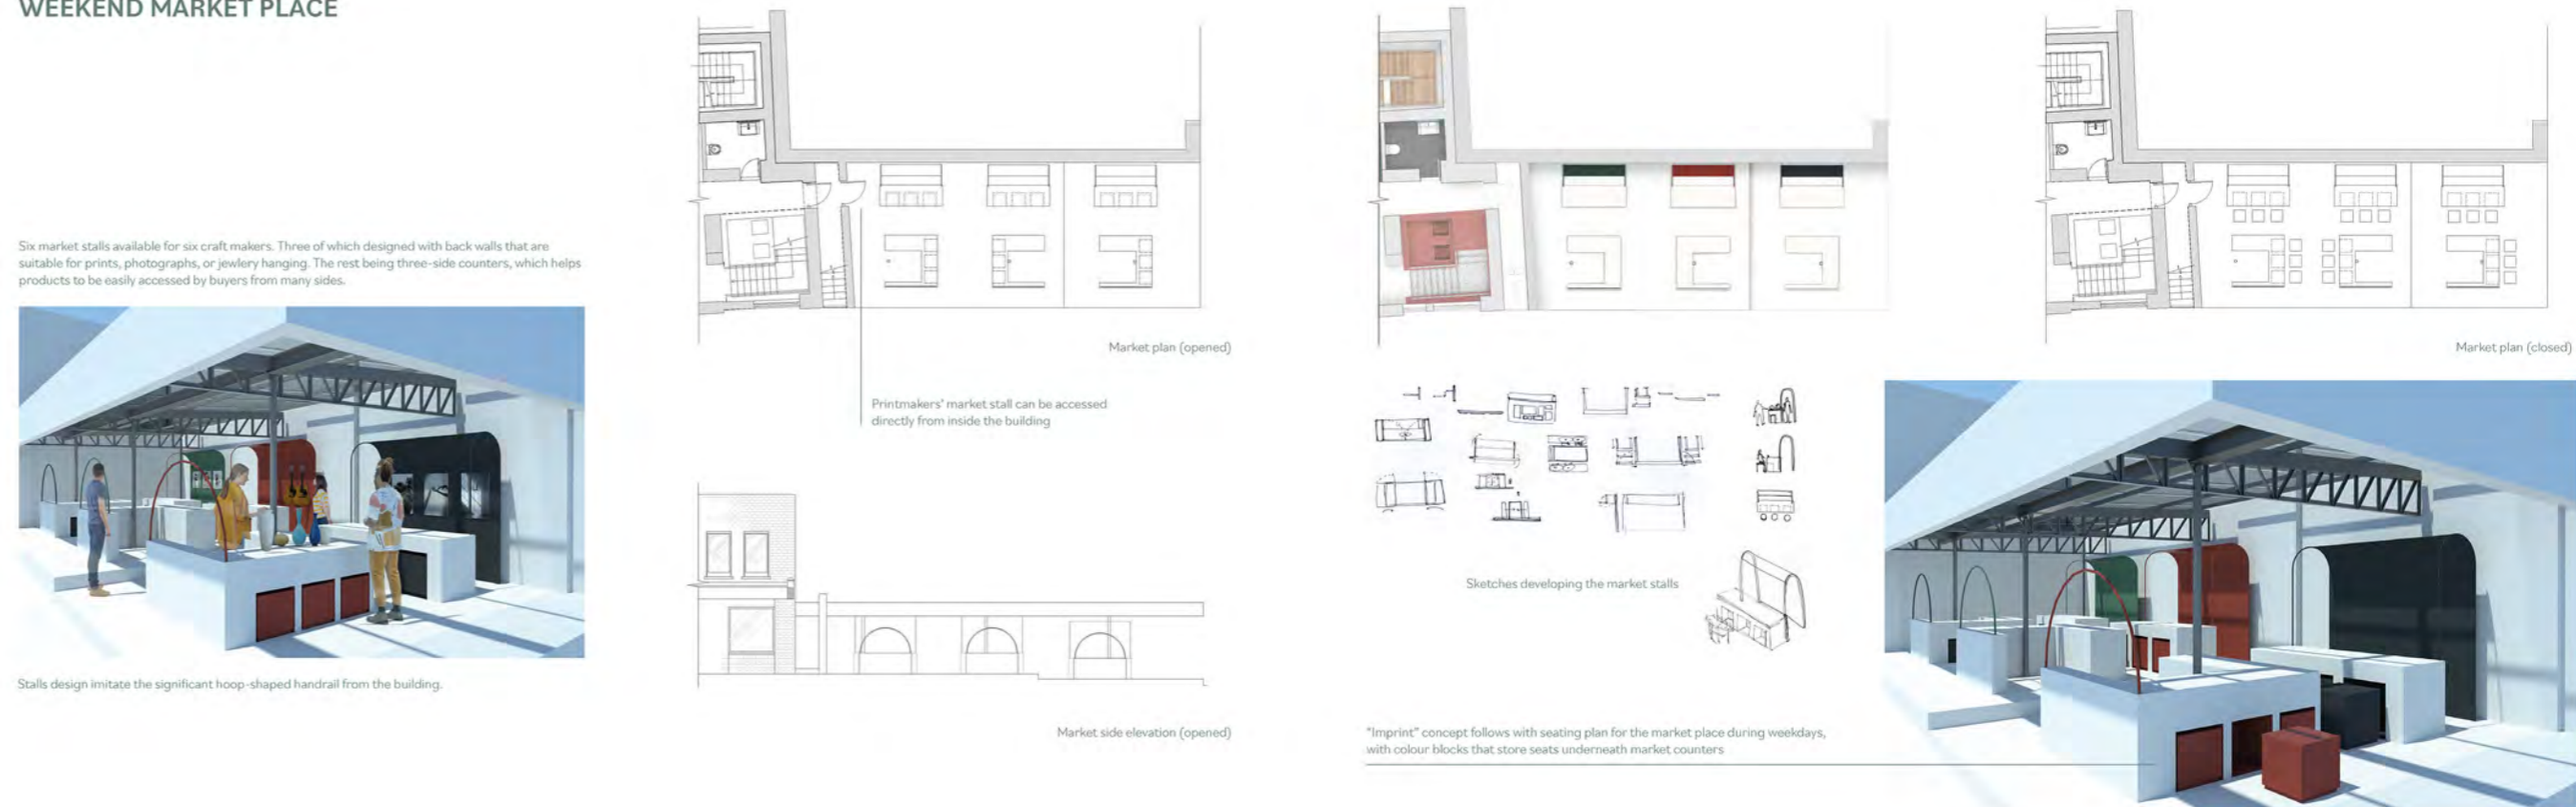 WEEKEND MARKET PLACE
Six market stalls available for six craft makers. Three of which designed with back walls that are
suitable for prints, photographs, or jewlery hanging. The rest being three-side counters, which helps
products to be easily accessed by buyers from many sides.
Stalls design imitate the significant hoop-shaped handrail from the building.
Market plan (opened)
Printmakers' market stall can be accessed
directly from inside the building
Market side elevation (opened)
Market plan (closed)
Sketches developing the market stalls
"Imprint" concept follows with seating plan for the market place during weekdays,
with colour blocks that store seats underneath market counters